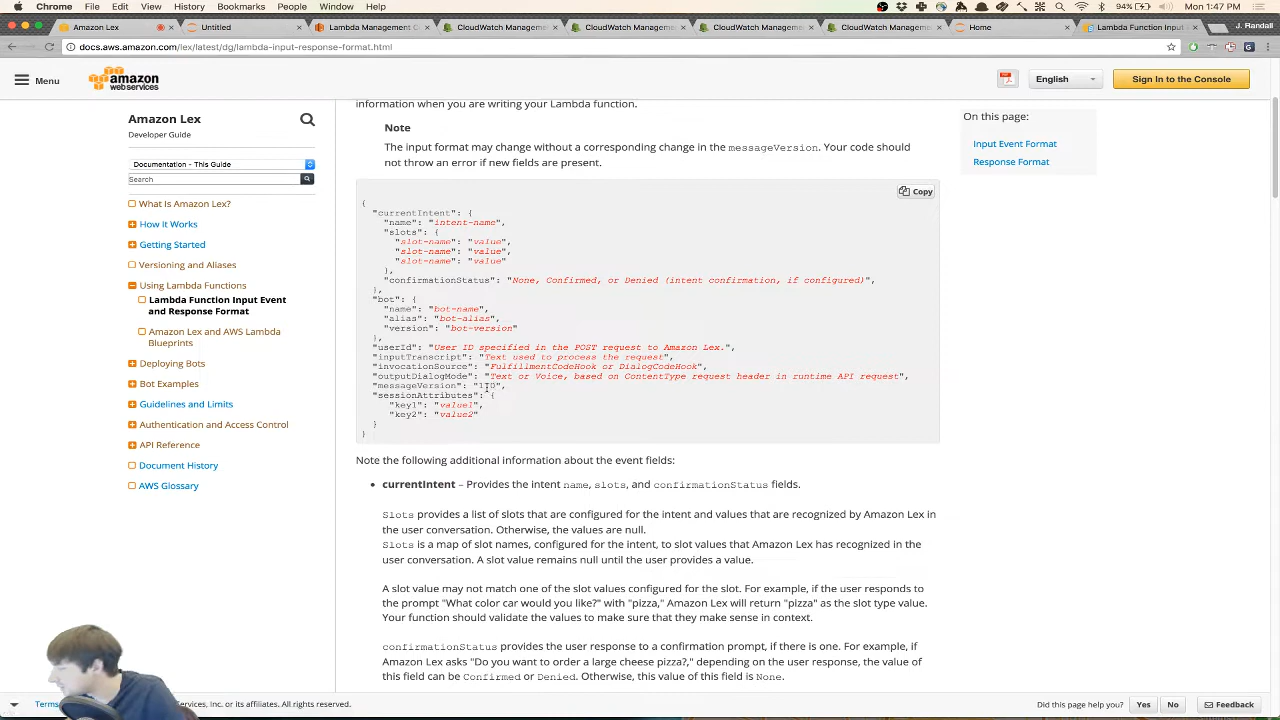 Chrome File Edit View History Bookmarks People Window Help 94% Mon 1:47 PM
Amazon Lex Untitled Lambda Management C CloudWatch Managemen CloudWatch Managemen CloudWatch Managemen CloudWatch Managemen Home Lambda Function Input E J. Randall
docs.aws.amazon.com/lex/latest/dg/lambda-input-response-format.html
Menu amazon web services English Sign In to the Console
Amazon Lex
Developer Guide
Documentation - This Guide
Search
What Is Amazon Lex?
How It Works
Getting Started
Versioning and Aliases
Using Lambda Functions
Lambda Function Input Event
and Response Format
Amazon Lex and AWS Lambda
Blueprints
Deploying Bots
Bot Examples
Guidelines and Limits
Authentication and Access Control
API Reference
Document History
AWS Glossary
information when you are writing your Lambda function.
Note
The input format may change without a corresponding change in the messageVersion. Your code should
not throw an error if new fields are present.
Copy
{
"currentIntent": {
"name": "intent-name",
"slots": {
"slot-name": "value",
"slot-name": "value",
"slot-name": "value"
},
"confirmationStatus": "None, Confirmed, or Denied (intent confirmation, if configured)",
},
"bot": {
"name": "bot-name",
"alias": "bot-alias",
"version": "bot-version"
},
"userId": "User ID specified in the POST request to Amazon Lex.",
"inputTranscript": "Text used to process the request",
"invocationSource": "FulfillmentCodeHook or DialogCodeHook",
"outputDialogMode": "Text or Voice, based on ContentType request header in runtime API request",
"messageVersion": "1.0",
"sessionAttributes": {
"key1": "value1",
"key2": "value2"
}
}
Note the following additional information about the event fields:
• currentIntent – Provides the intent name, slots, and confirmationStatus fields.
Slots provides a list of slots that are configured for the intent and values that are recognized by Amazon Lex in
the user conversation. Otherwise, the values are null.
Slots is a map of slot names, configured for the intent, to slot values that Amazon Lex has recognized in the
user conversation. A slot value remains null until the user provides a value.
A slot value may not match one of the slot values configured for the slot. For example, if the user responds to
the prompt "What color car would you like?" with "pizza," Amazon Lex will return "pizza" as the slot type value.
Your function should validate the values to make sure that they make sense in context.
confirmationStatus provides the user response to a confirmation prompt, if there is one. For example, if
Amazon Lex asks "Do you want to order a large cheese pizza?," depending on the user response, the value of
this field can be Confirmed or Denied. Otherwise, this value of this field is None.
On this page:
Input Event Format
Response Format
Terms Services, Inc. or its affiliates. All rights reserved. Did this page help you? Yes No Feedback